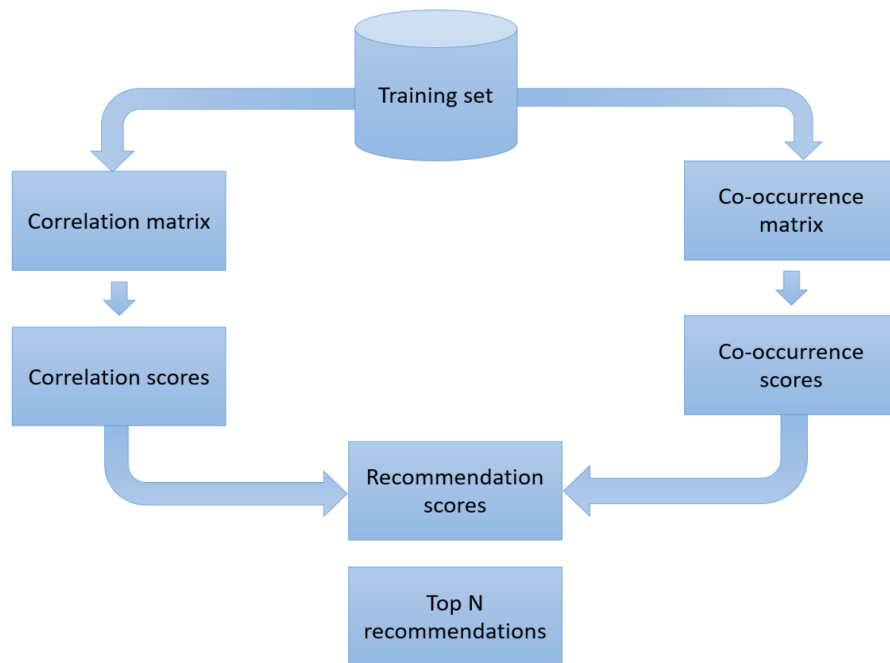 Training set
Correlation matrix
Co-occurrence
matrix
Correlation scores
Co-occurrence
scores
Recommendation
scores
Top N
recommendations